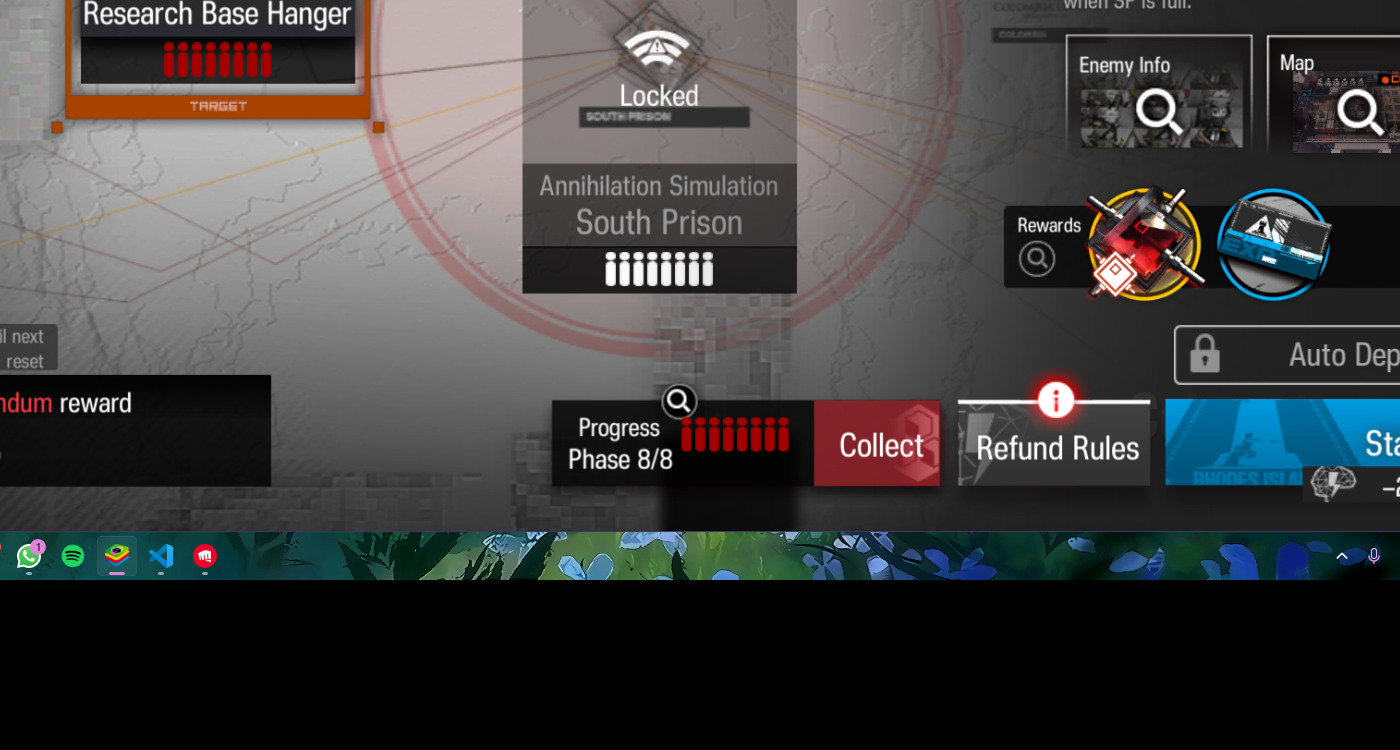 Research Base Hanger
TARGET
Locked
SOUTH PRISON
Annihilation Simulation
South Prison
when SP is full.
Enemy Info
Map
Rewards
EXP
il next
reset
ndum reward
Progress
Phase 8/8
Collect
Refund Rules
Auto Dep
Sta
RHODES ISLA
-2
1